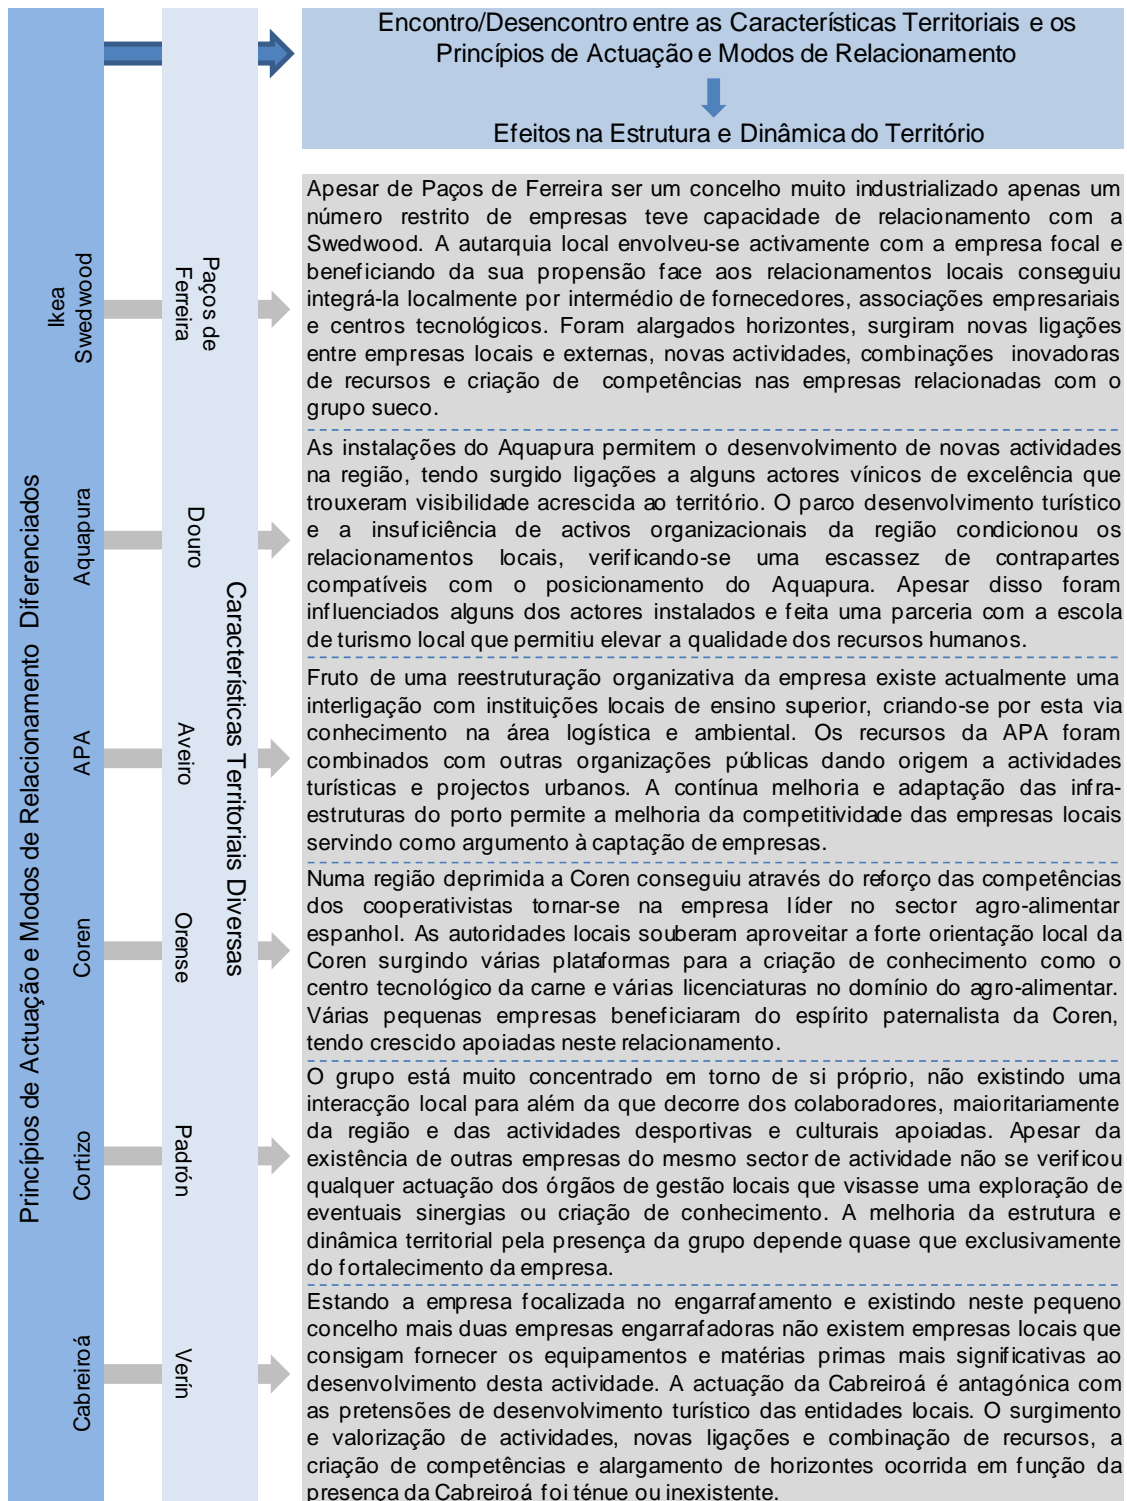 Encontro/Desencontro entre as Características Territoriais e os
Princípios de Actuação e Modos de Relacionamento
Efeitos na Estrutura e Dinâmica do Território
Princípios de Actuação e Modos de Relacionamento Diferenciados
Características Territoriais Diversas
Ikea
Swedwood
Paços de
Ferreira
Apesar de Paços de Ferreira ser um concelho muito industrializado apenas um
número restrito de empresas teve capacidade de relacionamento com a
Swedwood. A autarquia local envolveu-se activamente com a empresa focal e
beneficiando da sua propensão face aos relacionamentos locais conseguiu
integrá-la localmente por intermédio de fornecedores, associações empresariais
e centros tecnológicos. Foram alargados horizontes, surgiram novas ligações
entre empresas locais e externas, novas actividades, combinações inovadoras
de recursos e criação de competências nas empresas relacionadas com o
grupo sueco.
Aquapura
Douro
As instalações do Aquapura permitem o desenvolvimento de novas actividades
na região, tendo surgido ligações a alguns actores vínicos de excelência que
trouxeram visibilidade acrescida ao território. O parco desenvolvimento turístico
e a insuficiência de activos organizacionais da região condicionou os
relacionamentos locais, verificando-se uma escassez de contrapartes
compatíveis com o posicionamento do Aquapura. Apesar disso foram
influenciados alguns dos actores instalados e feita uma parceria com a escola
de turismo local que permitiu elevar a qualidade dos recursos humanos.
APA
Aveiro
Fruto de uma reestruturação organizativa da empresa existe actualmente uma
interligação com instituições locais de ensino superior, criando-se por esta via
conhecimento na área logística e ambiental. Os recursos da APA foram
combinados com outras organizações públicas dando origem a actividades
turísticas e projectos urbanos. A contínua melhoria e adaptação das infra-
estruturas do porto permite a melhoria da competitividade das empresas locais
servindo como argumento à captação de empresas.
Coren
Orense
Numa região deprimida a Coren conseguiu através do reforço das competências
dos cooperativistas tornar-se na empresa líder no sector agro-alimentar
espanhol. As autoridades locais souberam aproveitar a forte orientação local da
Coren surgindo várias plataformas para a criação de conhecimento como o
centro tecnológico da carne e várias licenciaturas no domínio do agro-alimentar.
Várias pequenas empresas beneficiaram do espírito paternalista da Coren,
tendo crescido apoiadas neste relacionamento.
Cortizo
Padrón
O grupo está muito concentrado em torno de si próprio, não existindo uma
interacção local para além da que decorre dos colaboradores, maioritariamente
da região e das actividades desportivas e culturais apoiadas. Apesar da
existência de outras empresas do mesmo sector de actividade não se verificou
qualquer actuação dos órgãos de gestão locais que visasse uma exploração de
eventuais sinergias ou criação de conhecimento. A melhoria da estrutura e
dinâmica territorial pela presença da grupo depende quase que exclusivamente
do fortalecimento da empresa.
Cabreiroá
Verín
Estando a empresa focalizada no engarrafamento e existindo neste pequeno
concelho mais duas empresas engarrafadoras não existem empresas locais que
consigam fornecer os equipamentos e matérias primas mais significativas ao
desenvolvimento desta actividade. A actuação da Cabreiroá é antagónica com
as pretensões de desenvolvimento turístico das entidades locais. O surgimento
e valorização de actividades, novas ligações e combinação de recursos, a
criação de competências e alargamento de horizontes ocorrida em função da
presença da Cabreiroá foi ténue ou inexistente.